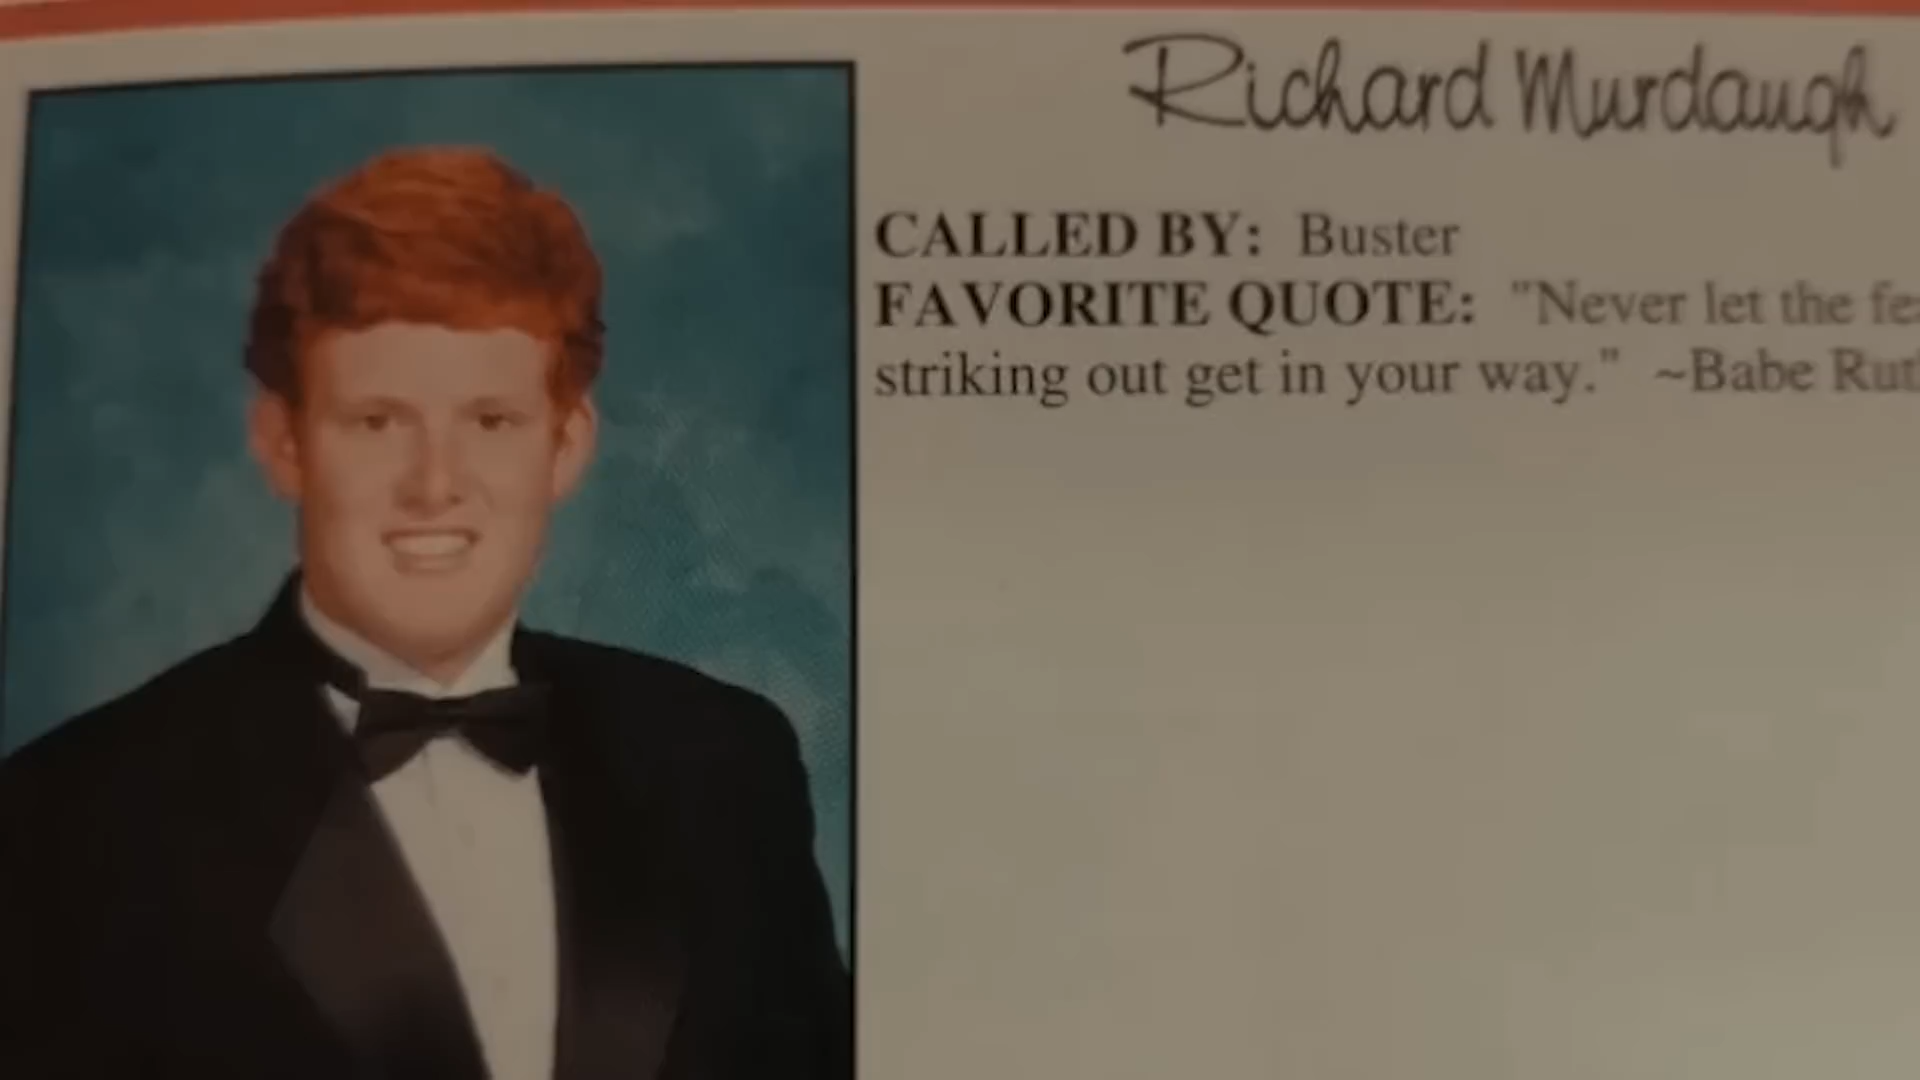 Richard Murdaugh
CALLED BY: Buster
FAVORITE QUOTE: "Never let the
striking out get in your way." ~Babe